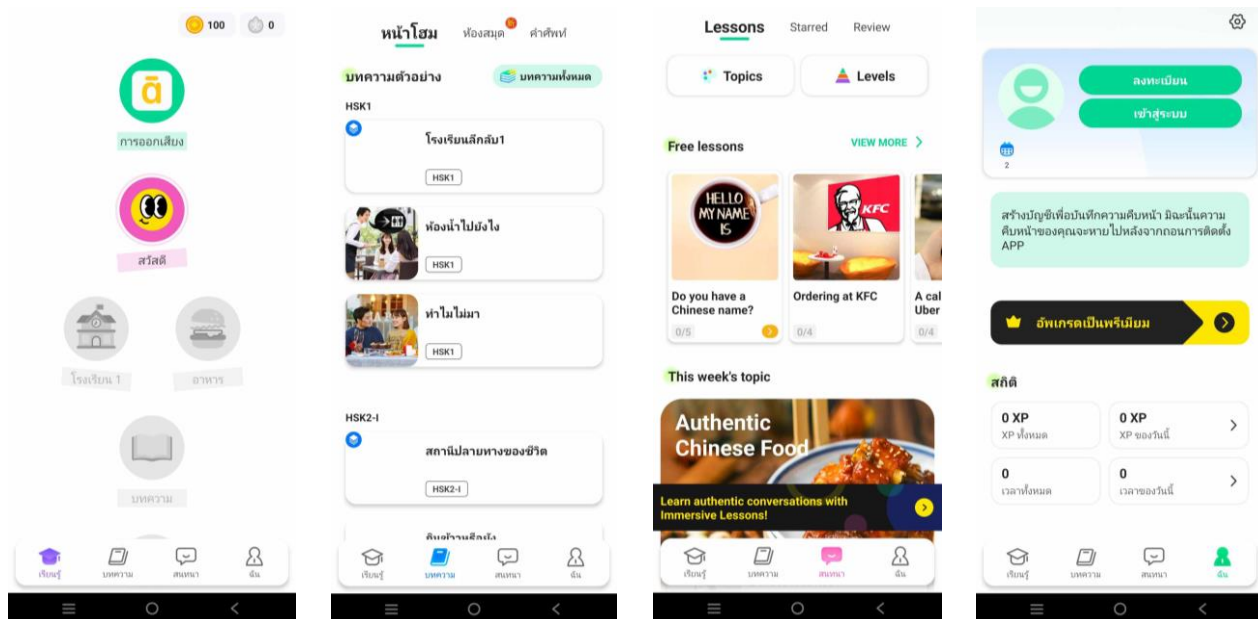 100 0
ā
การออกเสียง
สวัสดี
โรงเรียน 1 อาหาร
บทความ
เรียนรู้ บทความ สนทนา ฉัน
หน้าโฮม ห้องสมุด คำศัพท์
บทความตัวอย่าง บทความทั้งหมด
HSK1
โรงเรียนลึกลับ1
HSK1
ห้องน้ำไปยังไง
HSK1
ทำไมไม่มา
HSK1
HSK2-I
สถานีปลายทางของชีวิต
HSK2-I
กินข้าวหรือยัง
เรียนรู้ บทความ สนทนา ฉัน
Lessons Starred Review
Topics Levels
Free lessons VIEW MORE
HELLO
MY NAME
IS
KFC
Do you have a
Chinese name?
0/5
Ordering at KFC
0/4
A cal
Uber
0/4
This week's topic
Authentic
Chinese Food
Learn authentic conversations with
Immersive Lessons!
เรียนรู้ บทความ สนทนา ฉัน
ลงทะเบียน
เข้าสู่ระบบ
2
สร้างบัญชีเพื่อบันทึกความคืบหน้า มิฉะนั้นความ
คืบหน้าของคุณจะหายไปหลังจากถอนการติดตั้ง
APP
อัพเกรดเป็นพรีเมียม
สถิติ
0 XP 0 XP
XP ทั้งหมด XP ของวันนี้
0 0
เวลาทั้งหมด เวลาของวันนี้
เรียนรู้ บทความ สนทนา ฉัน